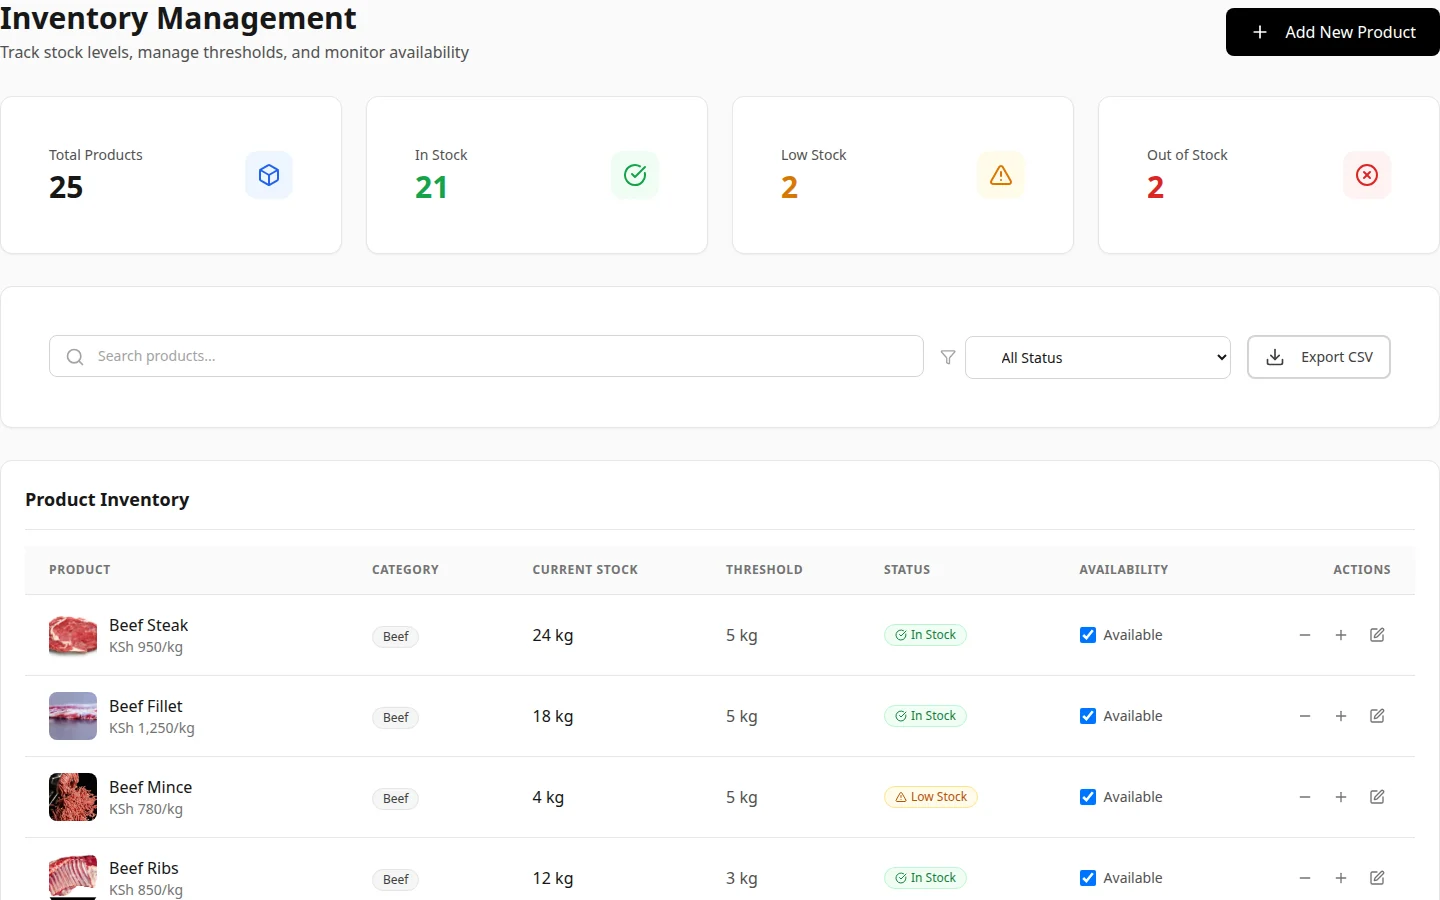 Inventory Management
Track stock levels, manage thresholds, and monitor availability
Add New Product
Total Products
25
In Stock
21
Low Stock
2
Out of Stock
2
Search products...
All Status
Export CSV
Product Inventory
PRODUCT CATEGORY CURRENT STOCK THRESHOLD STATUS AVAILABILITY ACTIONS
Beef Steak
KSh 950/kg
Beef 24 kg 5 kg In Stock Available
Beef Fillet
KSh 1,250/kg
Beef 18 kg 5 kg In Stock Available
Beef Mince
KSh 780/kg
Beef 4 kg 5 kg Low Stock Available
Beef Ribs
KSh 850/kg
Beef 12 kg 3 kg In Stock Available